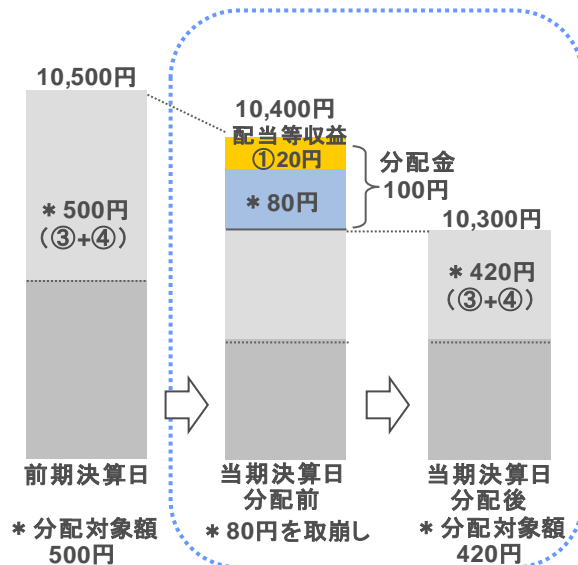 10,500円
＊500円
（③+④）
前期決算日
＊分配対象額
500円
10,400円
配当等収益
①20円
＊80円
分配金
100円
当期決算日
分配前
＊80円を取崩し
10,300円
＊420円
（③+④）
当期決算日
分配後
＊分配対象額
420円